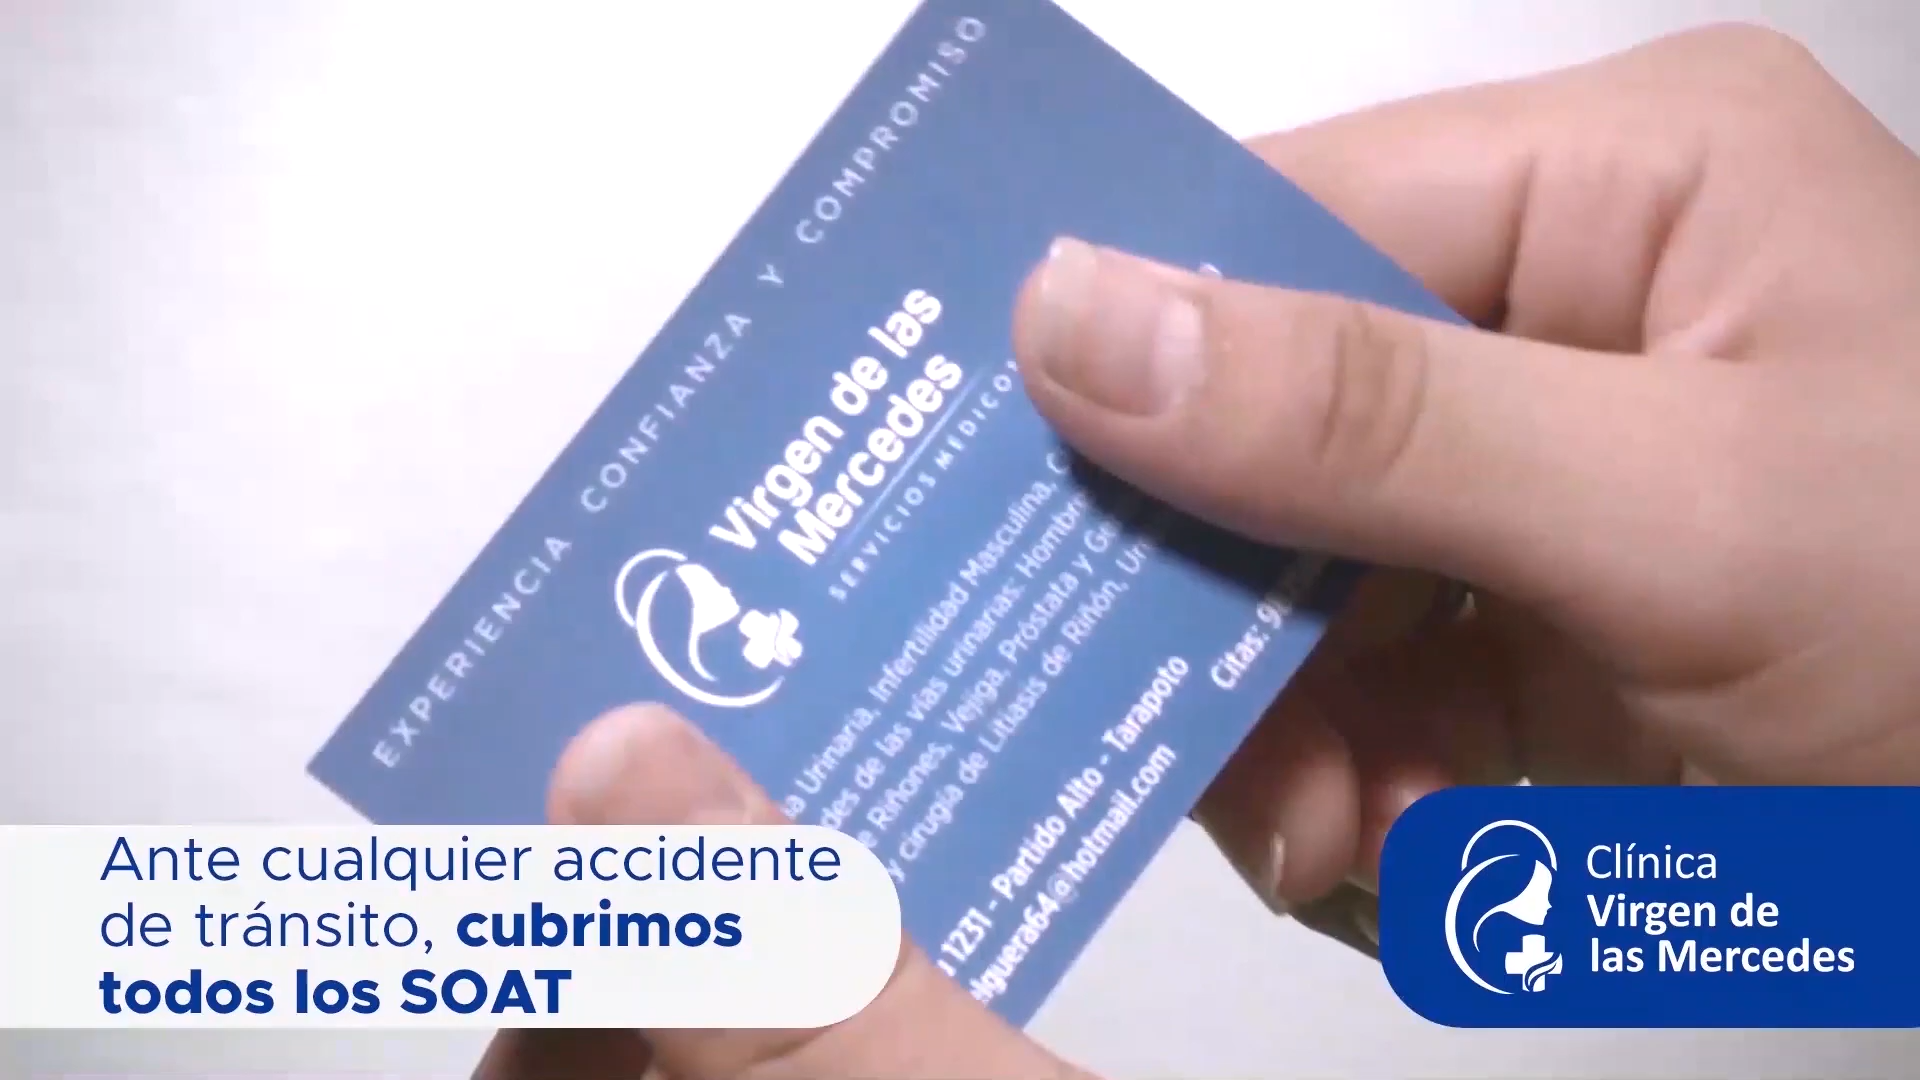 EXPERIENCIA CONFIANZA Y COMPROMISO
Virgen de las
Mercedes
SERVICIOS MÉDICOS
Urinaria, Infertilidad Masculina,
de las vías urinarias:
Riñones, Vejiga, Próstata y
y cirugía de Litiasis de Riñón,
1231 - Partido Alto - Tarapoto
Citas:
Ante cualquier accidente
de tránsito, cubrimos
todos los SOAT
Clínica
Virgen de
las Mercedes